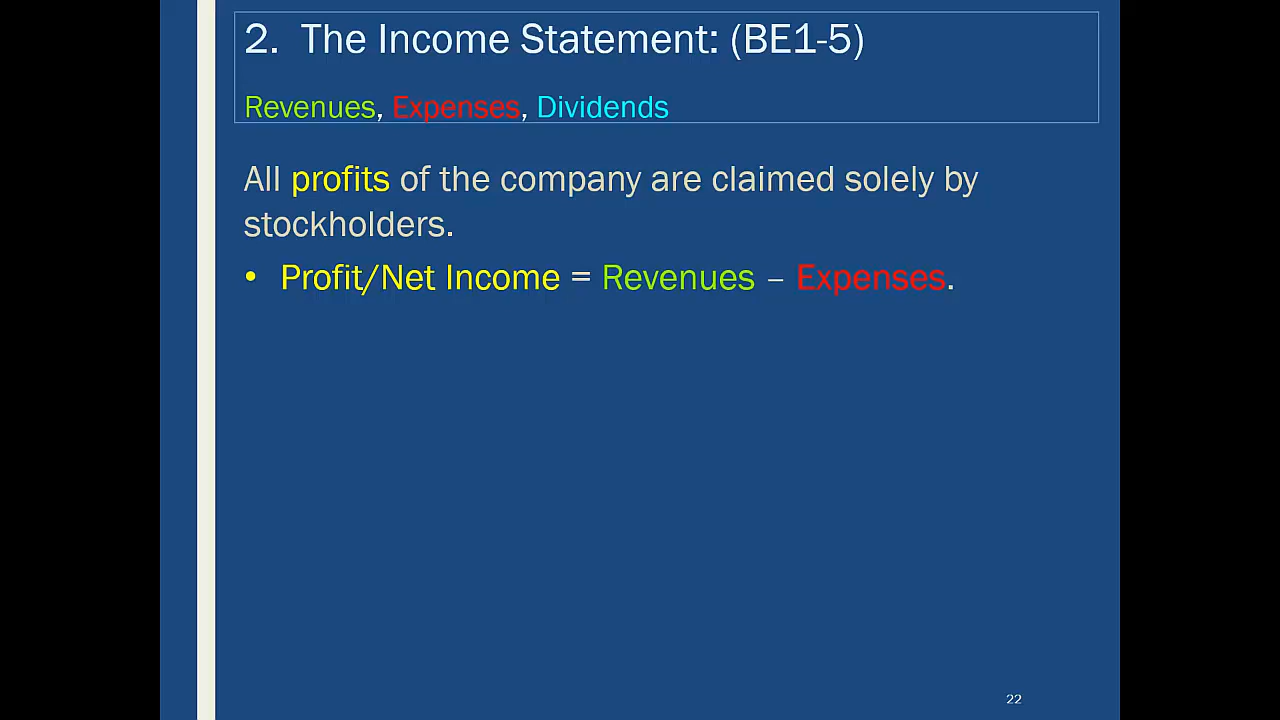 2. The Income Statement: (BE1-5)
Revenues, Expenses, Dividends
All profits of the company are claimed solely by
stockholders.
• Profit/Net Income = Revenues – Expenses.
22